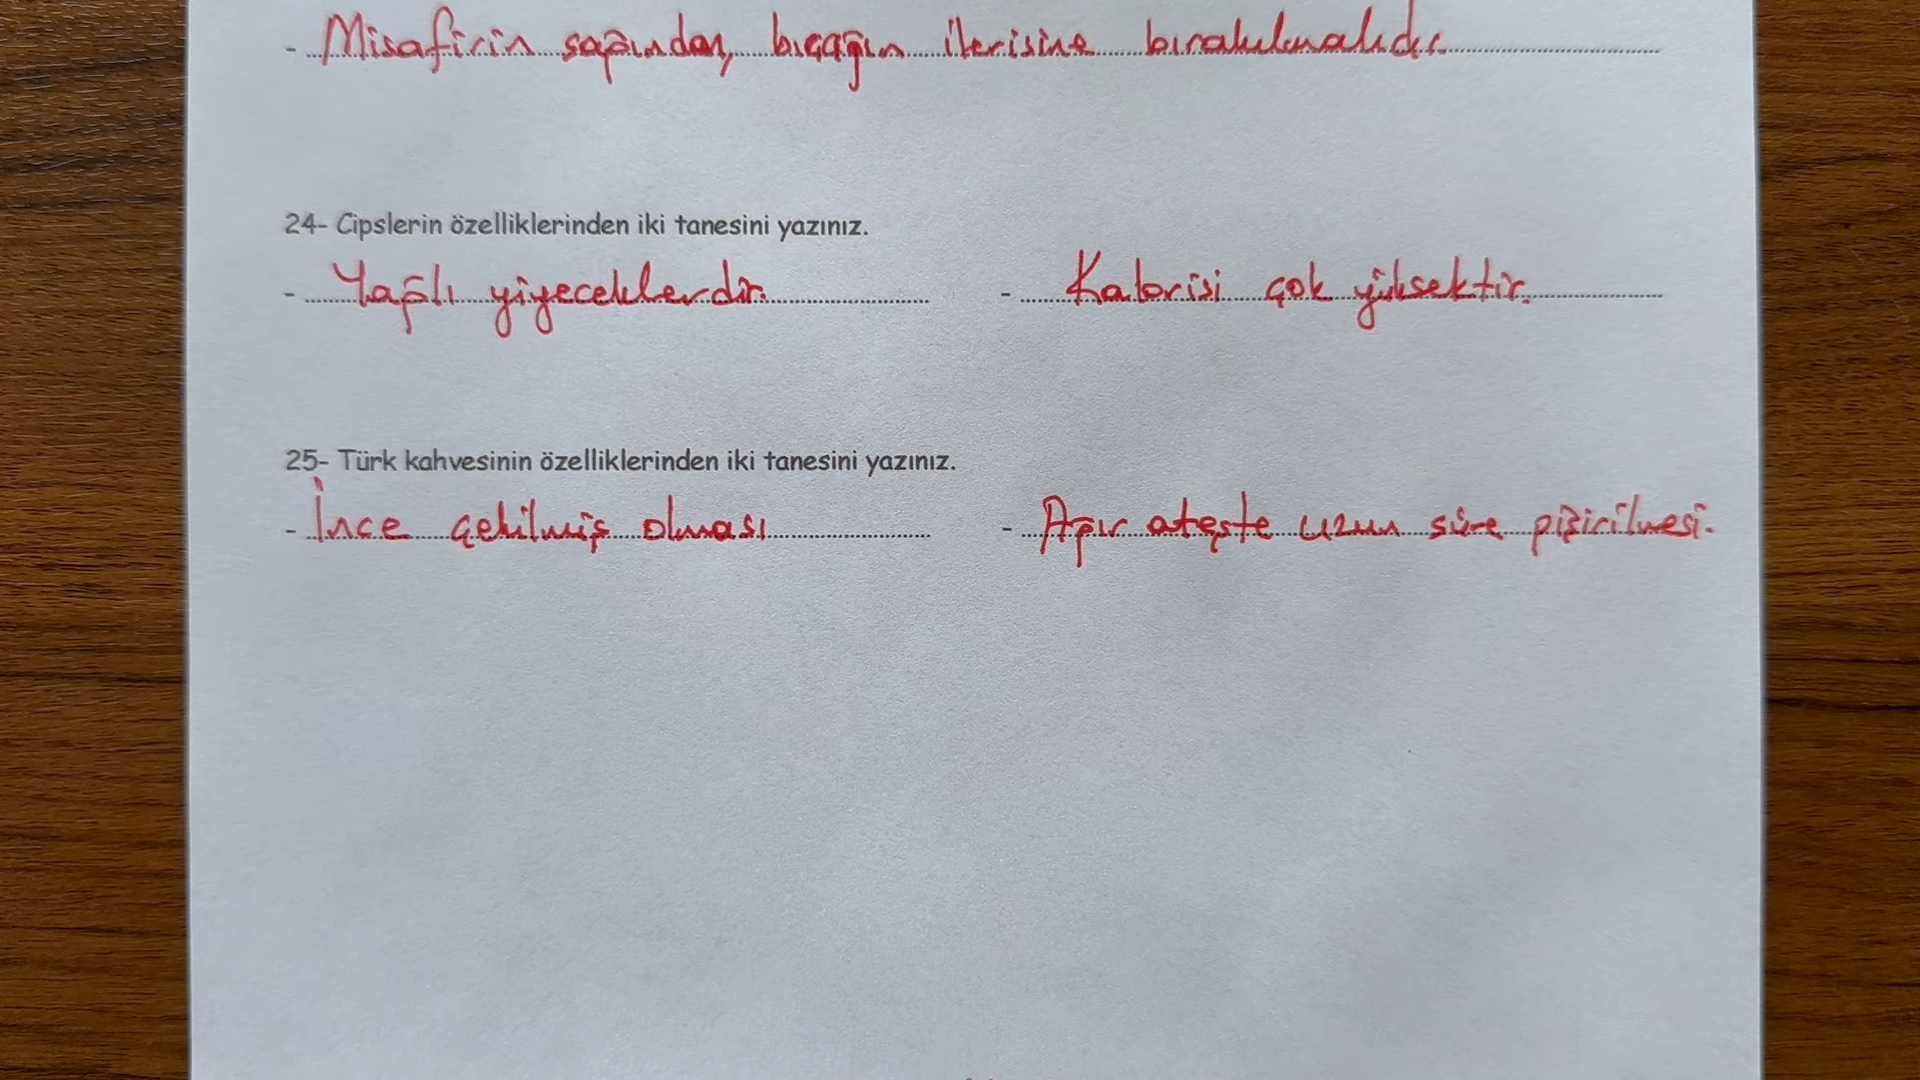 - Misafirin sağından, bıçağın ilerisine bırakılmalıdır.
24- Cipslerin özelliklerinden iki tanesini yazınız.
- Yağlı yiyeceklerdir. - Kalorisi çok yüksektir.
25- Türk kahvesinin özelliklerinden iki tanesini yazınız.
- İnce çekilmiş olması - Ağır ateşte uzun süre pişirilmesi.